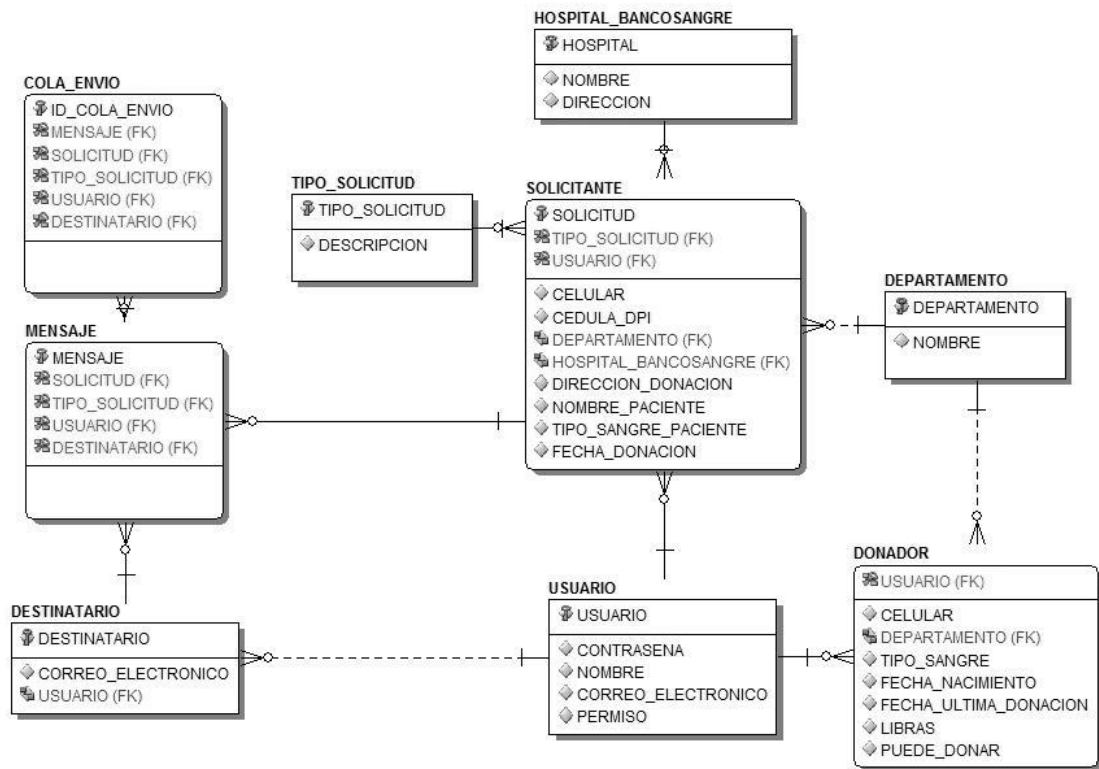 HOSPITAL_BANCOSANGRE
HOSPITAL
NOMBRE
DIRECCION
COLA_ENVIO
ID_COLA_ENVIO
MENSAJE (FK)
SOLICITUD (FK)
TIPO_SOLICITUD (FK)
USUARIO (FK)
DESTINATARIO (FK)
TIPO_SOLICITUD
TIPO_SOLICITUD
DESCRIPCION
SOLICITANTE
SOLICITUD
TIPO_SOLICITUD (FK)
USUARIO (FK)
CELULAR
CEDULA_DPI
DEPARTAMENTO (FK)
HOSPITAL_BANCOSANGRE (FK)
DIRECCION_DONACION
NOMBRE_PACIENTE
TIPO_SANGRE_PACIENTE
FECHA_DONACION
DEPARTAMENTO
DEPARTAMENTO
NOMBRE
MENSAJE
MENSAJE
SOLICITUD (FK)
TIPO_SOLICITUD (FK)
USUARIO (FK)
DESTINATARIO (FK)
DESTINATARIO
DESTINATARIO
CORREO_ELECTRONICO
USUARIO (FK)
USUARIO
USUARIO
CONTRASENA
NOMBRE
CORREO_ELECTRONICO
PERMISO
DONADOR
USUARIO (FK)
CELULAR
DEPARTAMENTO (FK)
TIPO_SANGRE
FECHA_NACIMIENTO
FECHA_ULTIMA_DONACION
LIBRAS
PUEDE_DONAR